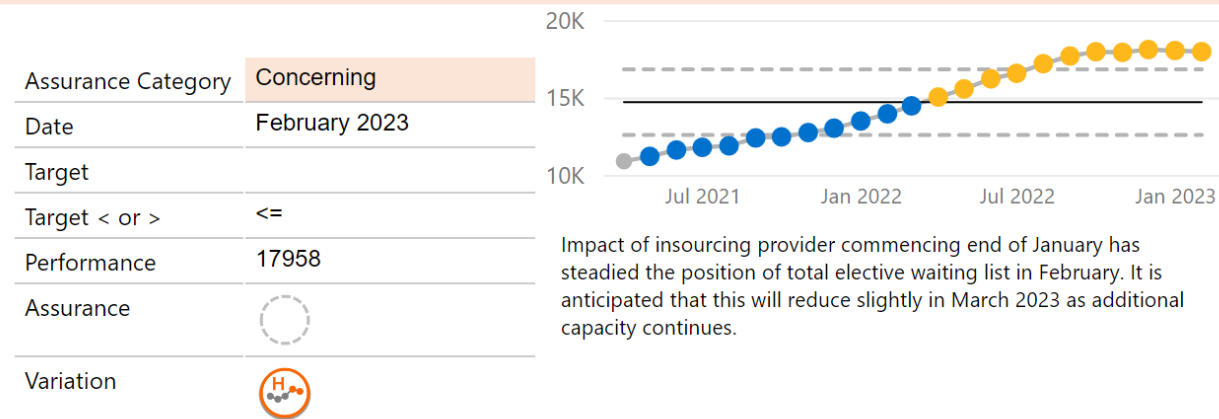 Assurance Category Concerning
Date February 2023
Target
Target < or > <=
Performance 17958
Assurance
Variation H
20K
15K
10K
Jul 2021 Jan 2022 Jul 2022 Jan 2023
Impact of insourcing provider commencing end of January has
steadied the position of total elective waiting list in February. It is
anticipated that this will reduce slightly in March 2023 as additional
capacity continues.